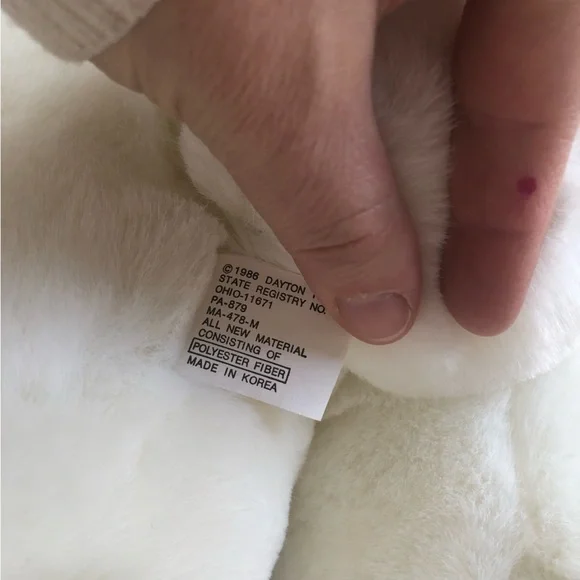 © 1986 DAYTON
STATE REGISTRY NO.
OHIO-11671
PA-879
MA-478-M
ALL NEW MATERIAL
CONSISTING OF
POLYESTER FIBER
MADE IN KOREA